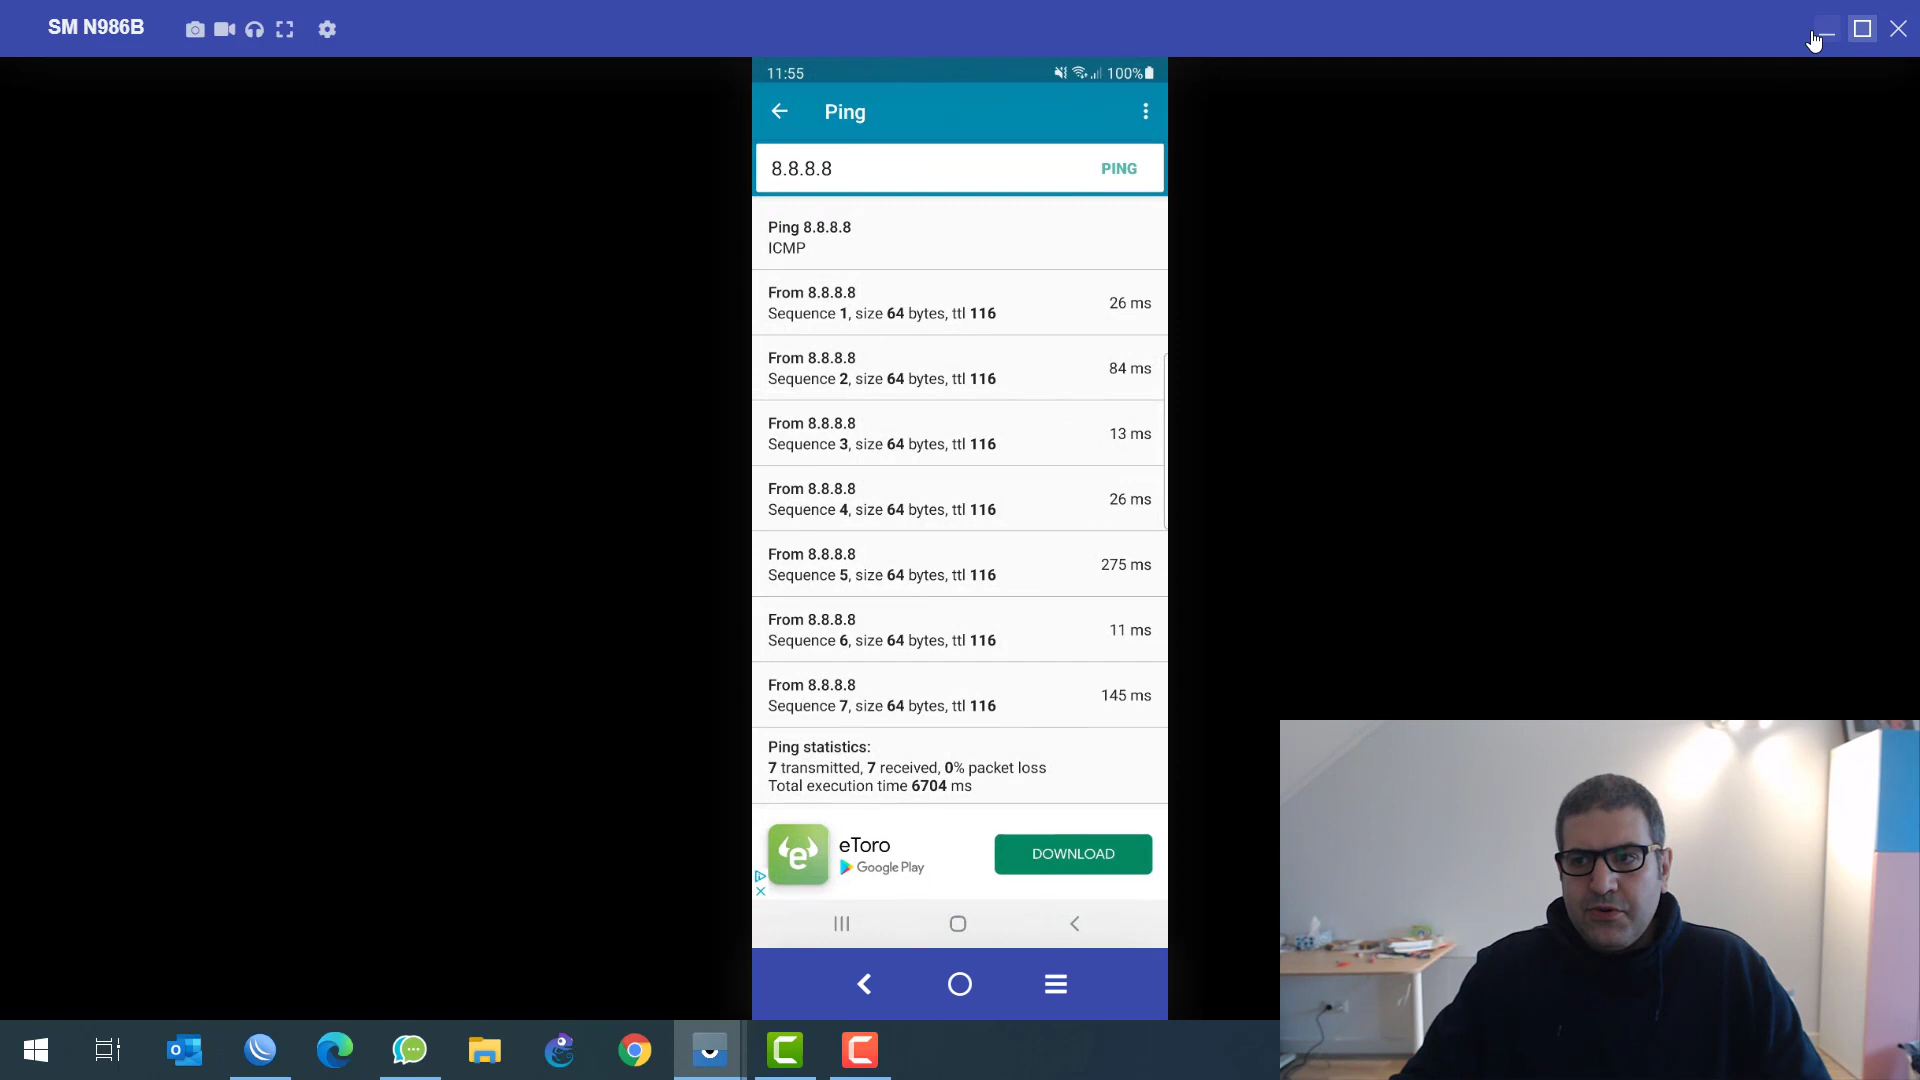 SM N986B
11:55
100%
Ping
8.8.8.8
PING
Ping 8.8.8.8
ICMP
From 8.8.8.8
Sequence 1, size 64 bytes, ttl 116
26 ms
From 8.8.8.8
Sequence 2, size 64 bytes, ttl 116
84 ms
From 8.8.8.8
Sequence 3, size 64 bytes, ttl 116
13 ms
From 8.8.8.8
Sequence 4, size 64 bytes, ttl 116
26 ms
From 8.8.8.8
Sequence 5, size 64 bytes, ttl 116
275 ms
From 8.8.8.8
Sequence 6, size 64 bytes, ttl 116
11 ms
From 8.8.8.8
Sequence 7, size 64 bytes, ttl 116
145 ms
Ping statistics:
7 transmitted, 7 received, 0% packet loss
Total execution time 6704 ms
eToro
Google Play
DOWNLOAD